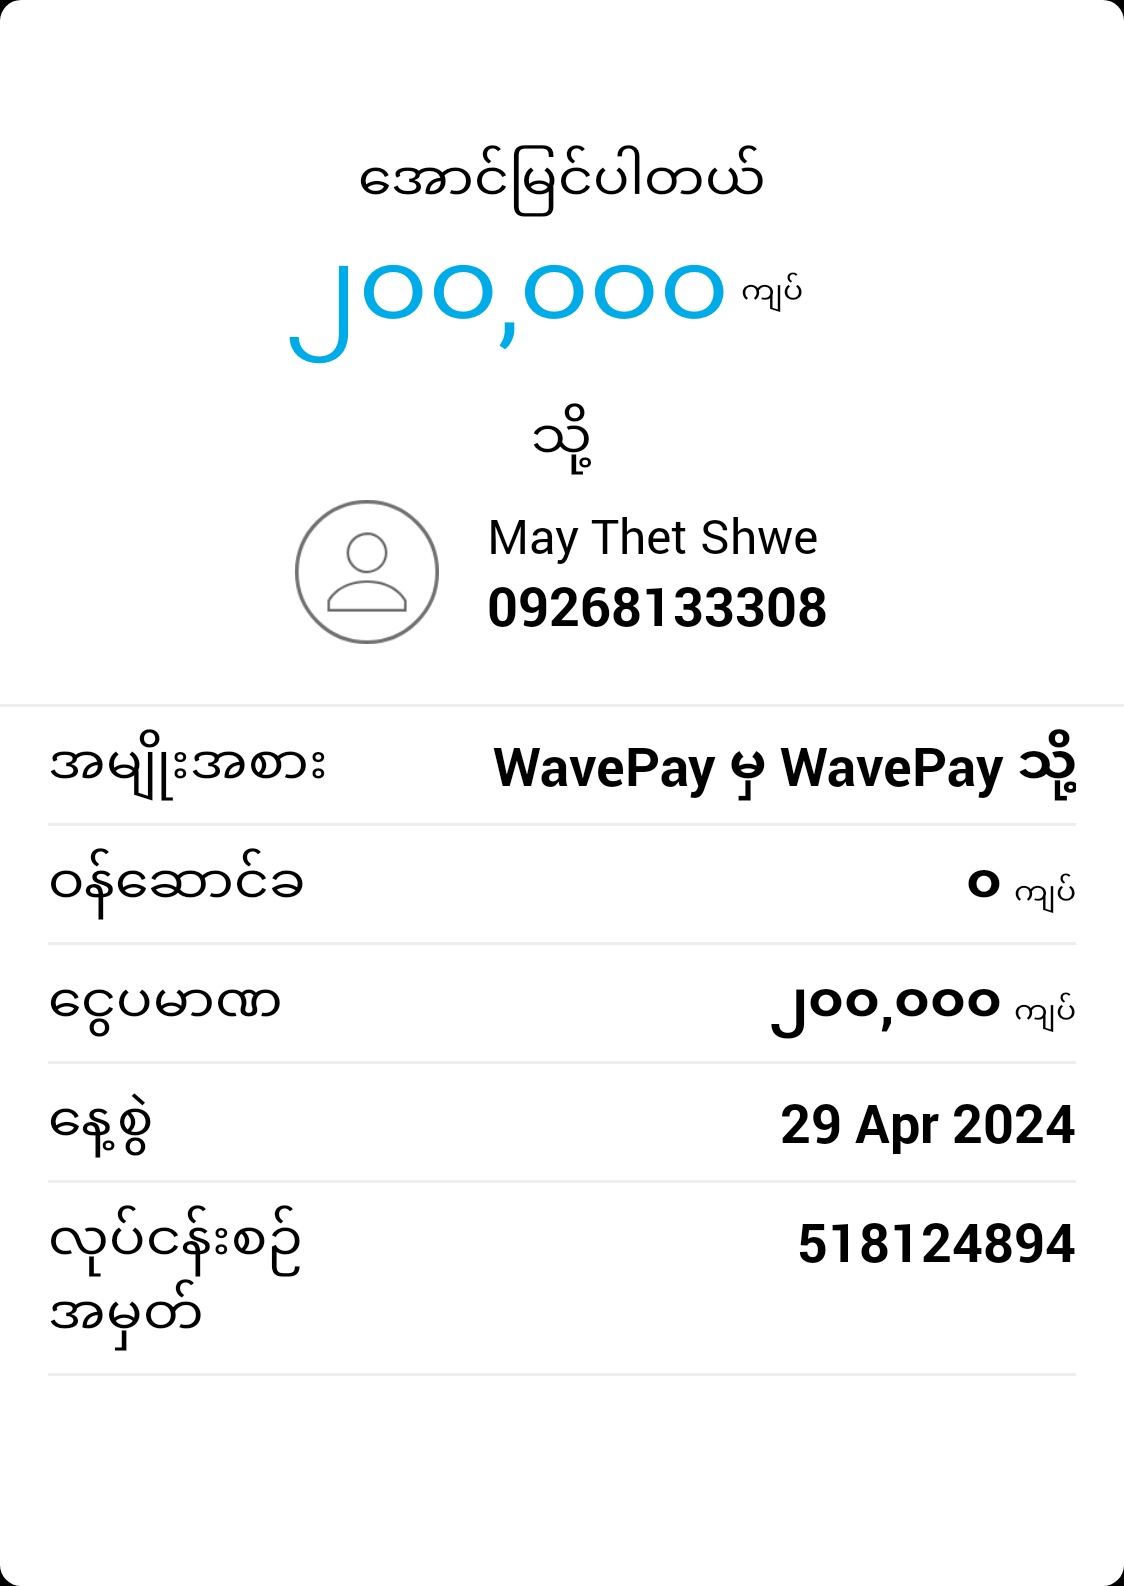 အောင်မြင်ပါတယ်
၂၀၀,၀၀၀ ကျပ်
သို့
May Thet Shwe
09268133308
အမျိုးအစား WavePay မှ WavePay သို့
ဝန်ဆောင်ခ ၀ ကျပ်
ငွေပမာဏ ၂၀၀,၀၀၀ ကျပ်
နေ့စွဲ 29 Apr 2024
လုပ်ငန်းစဉ် 518124894
အမှတ်